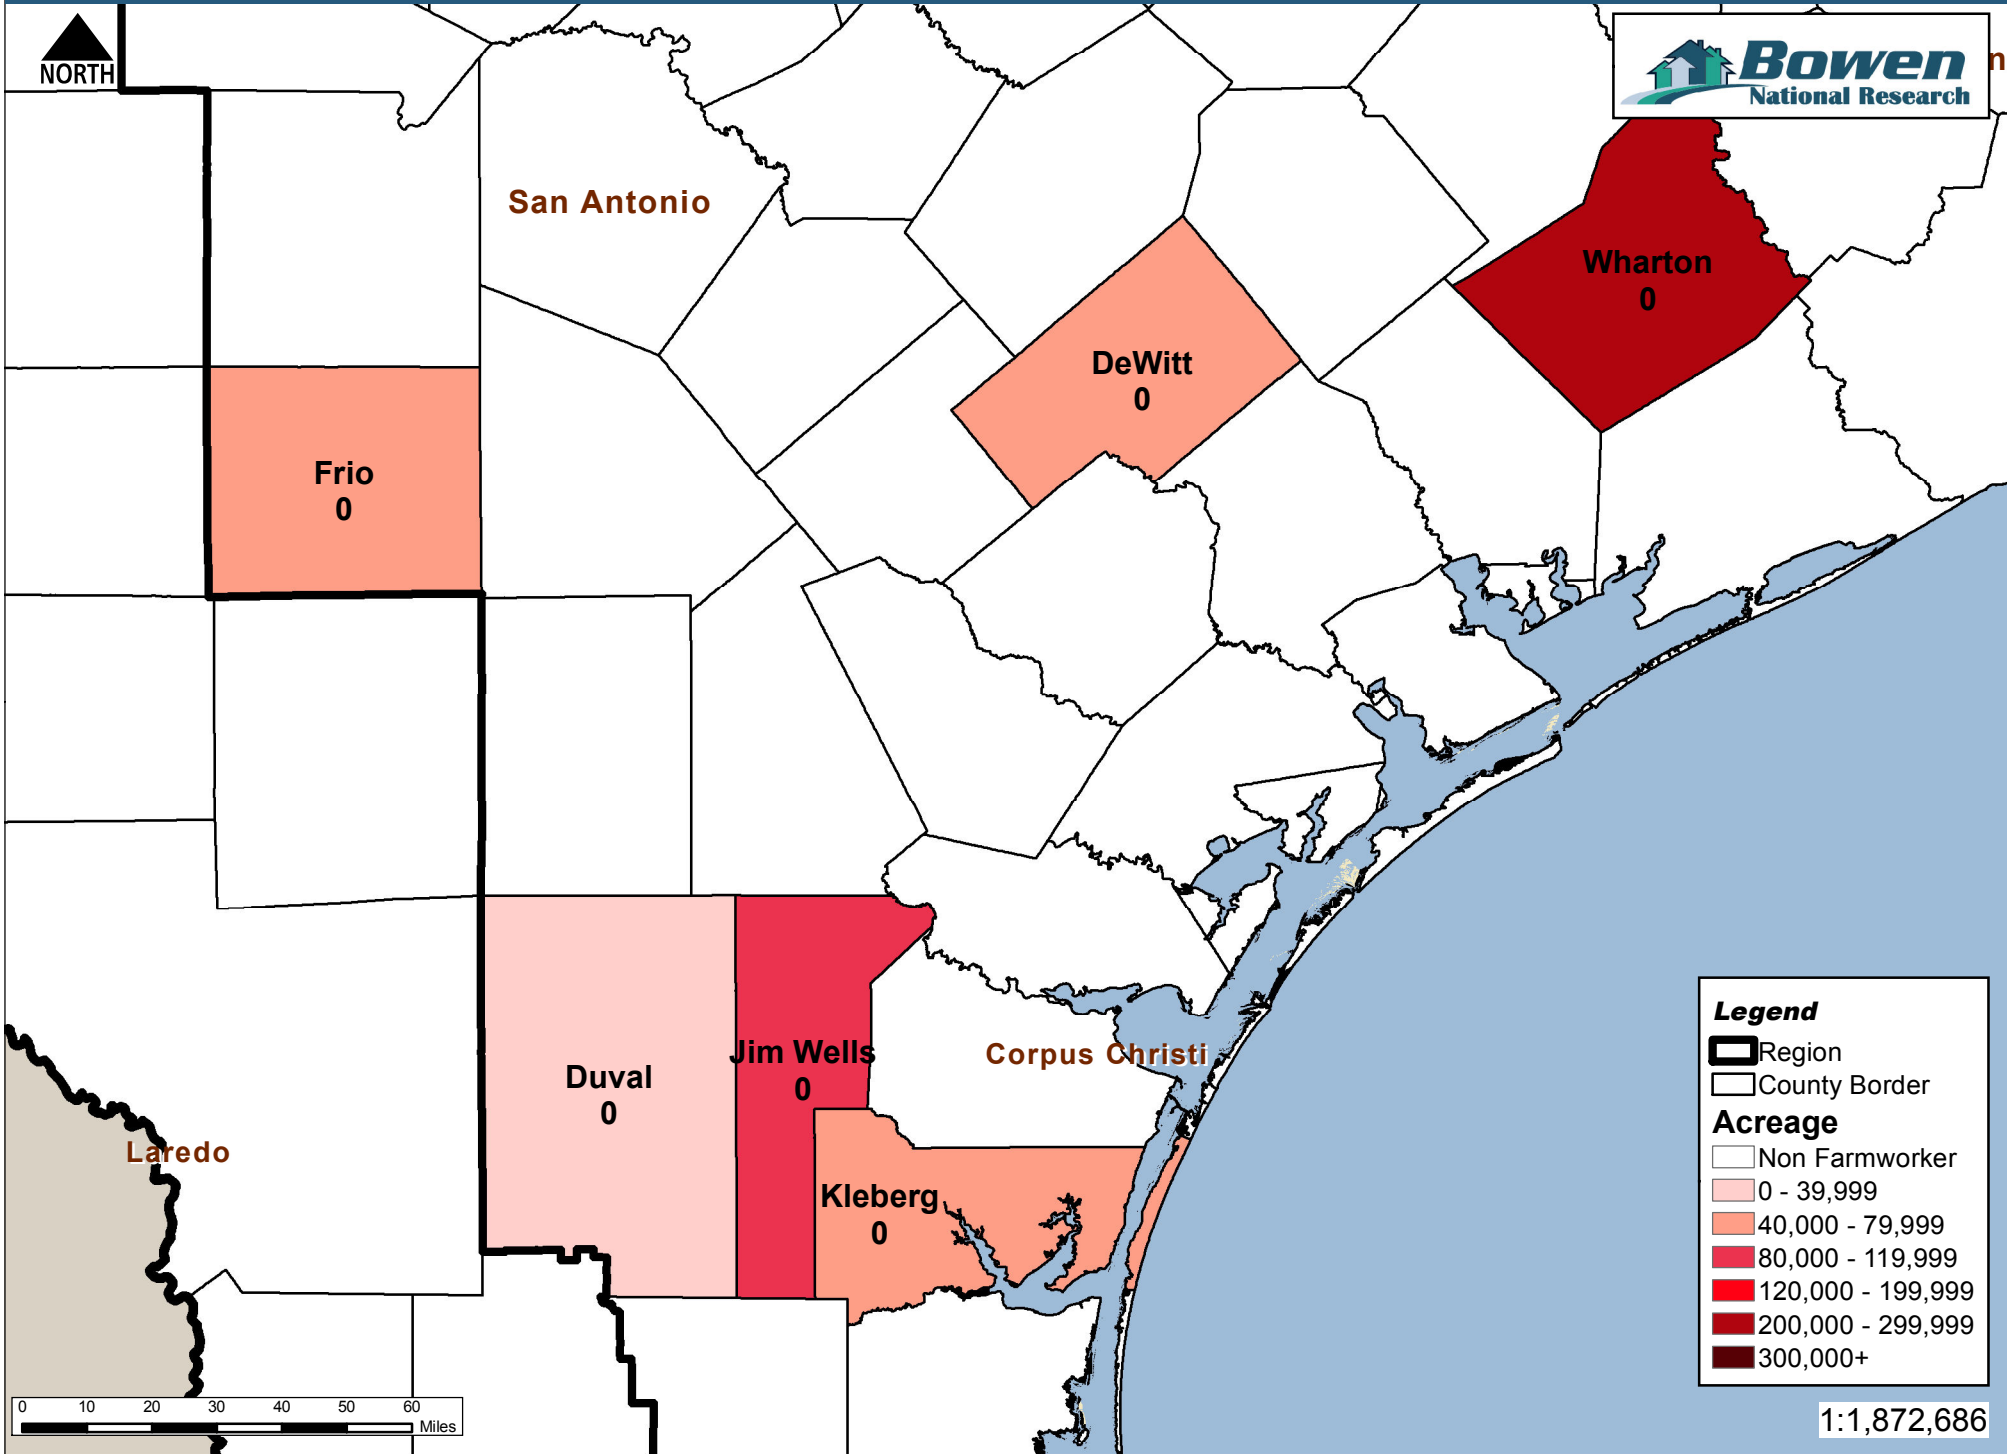 NORTH
Bowen
National Research
n
San Antonio
Wharton
0
DeWitt
0
Frio
0
Duval
0
Jim Wells
0
Corpus Christi
Laredo
Kleberg
0
Legend
Region
County Border
Acreage
Non Farmworker
0 - 39,999
40,000 - 79,999
80,000 - 119,999
120,000 - 199,999
200,000 - 299,999
300,000+
0 10 20 30 40 50 60
Miles
1:1,872,686